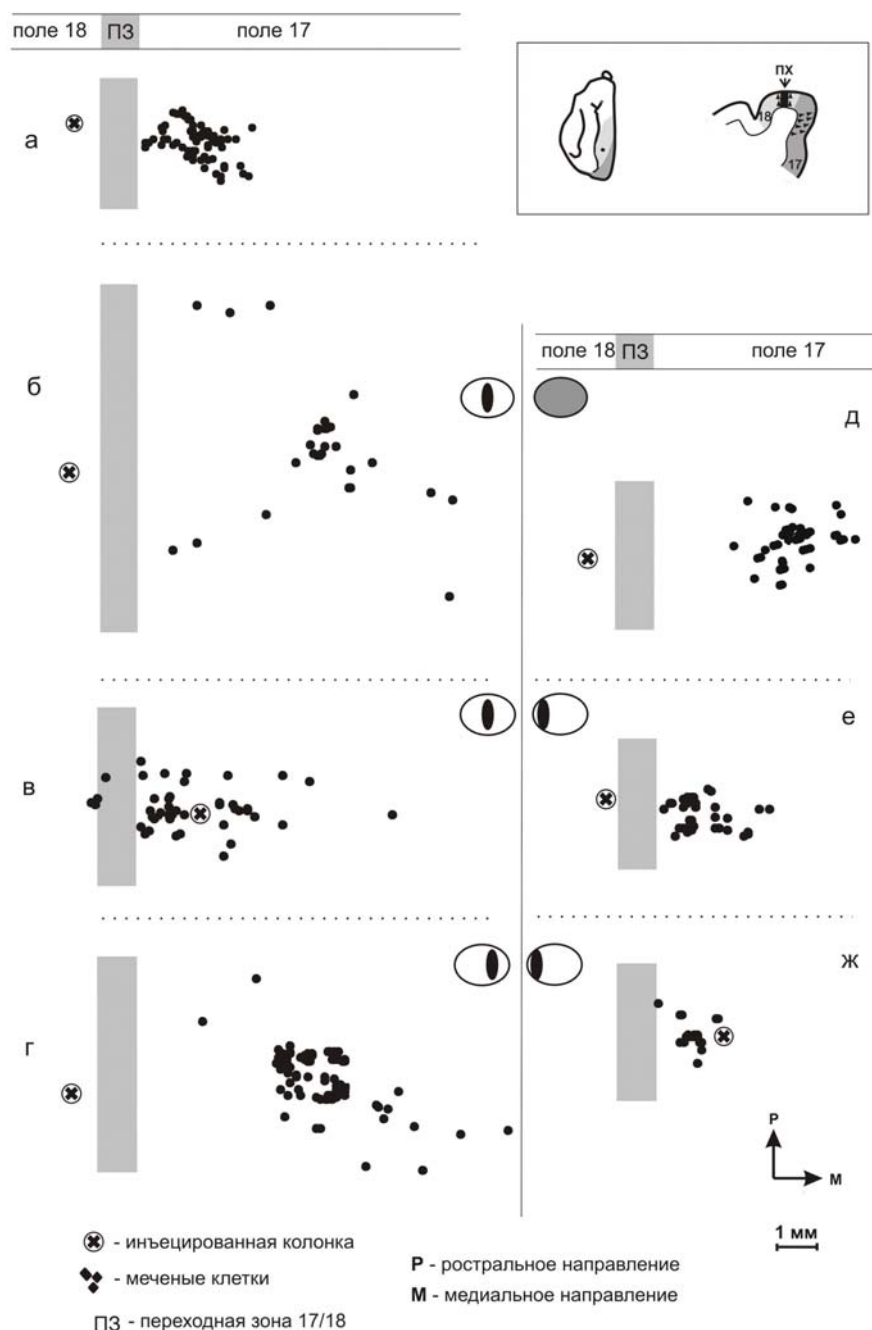 поле 18 ПЗ поле 17
а
ПХ
18
17
б
поле 18 ПЗ поле 17
д
в
е
г
ж
Р
М
1 мм
- инъецированная колонка
- меченые клетки
ПЗ - переходная зона 17/18
Р - ростральное направление
М - медиальное направление